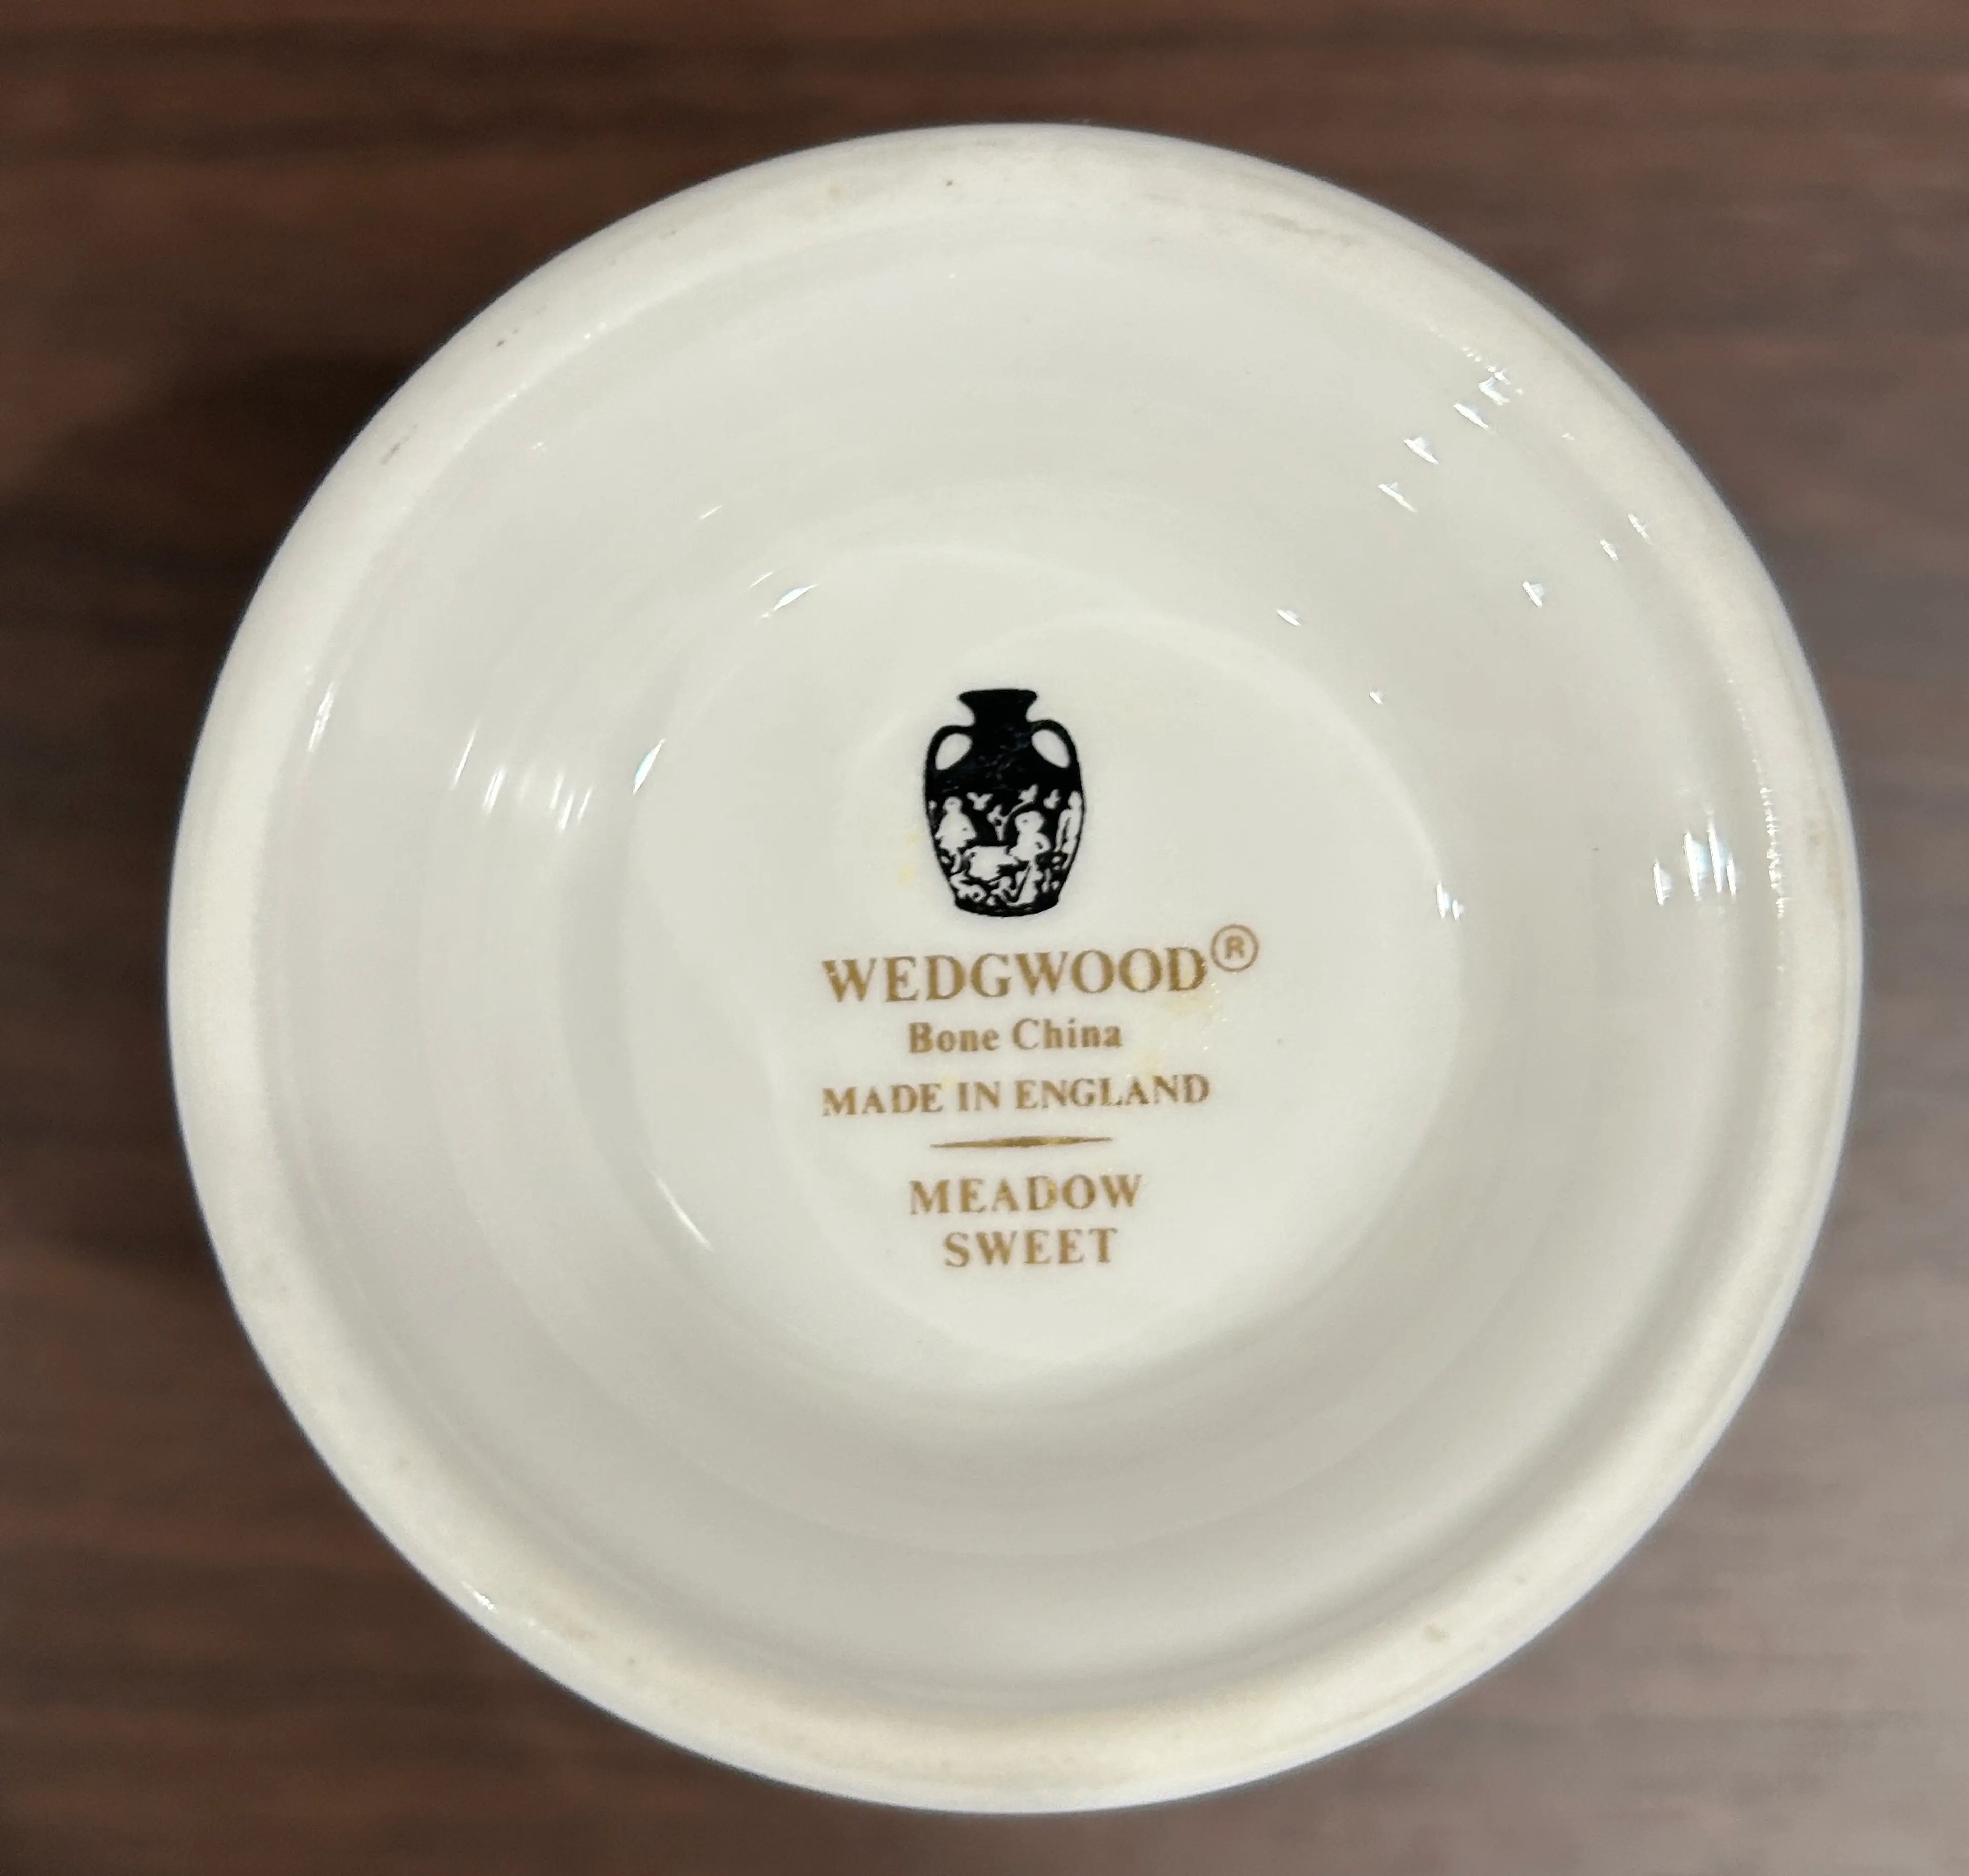 WEDGWOOD®
Bone China
MADE IN ENGLAND
MEADOW
SWEET